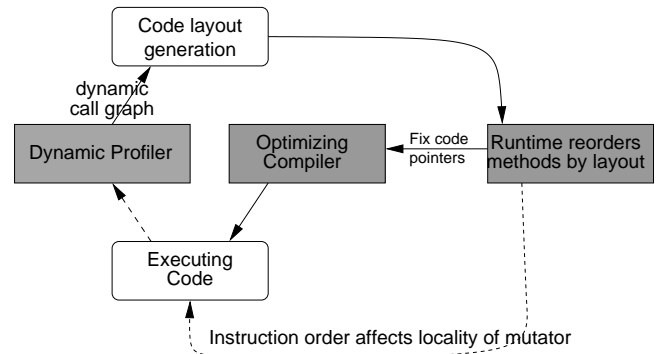 Code layout
generation
dynamic
call graph
Dynamic Profiler
Optimizing
Compiler
Fix code
pointers
Runtime reorders
methods by layout
Executing
Code
Instruction order affects locality of mutator